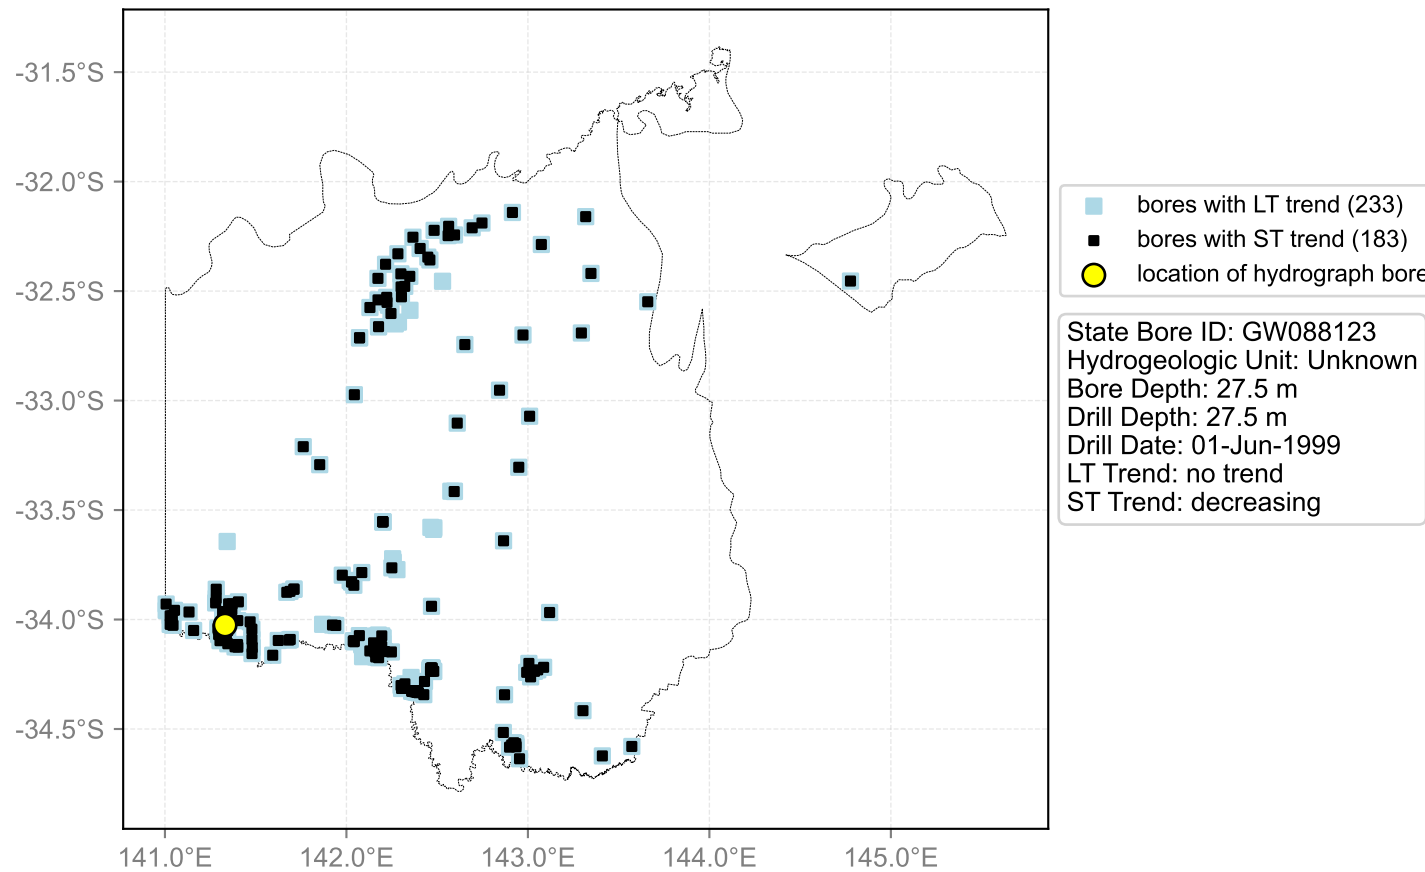 -31.5°S
-32.0°S
-32.5°S
-33.0°S
-33.5°S
-34.0°S
-34.5°S
141.0°E 142.0°E 143.0°E 144.0°E 145.0°E
bores with LT trend (233)
bores with ST trend (183)
location of hydrograph bore
State Bore ID: GW088123
Hydrogeologic Unit: Unknown
Bore Depth: 27.5 m
Drill Depth: 27.5 m
Drill Date: 01-Jun-1999
LT Trend: no trend
ST Trend: decreasing